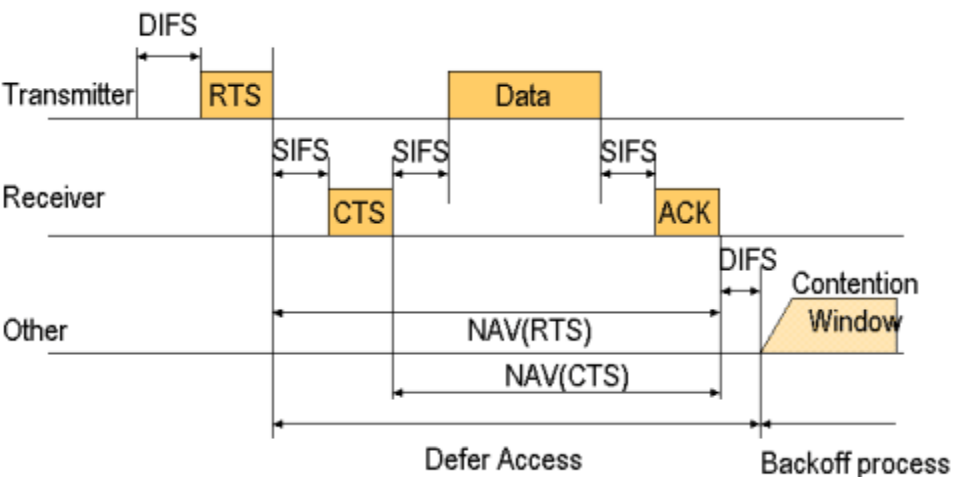 DIFS
Transmitter
RTS
Data
SIFS
SIFS
SIFS
Receiver
CTS
ACK
DIFS
Contention
Window
Other
NAV(RTS)
NAV(CTS)
Defer Access
Backoff process